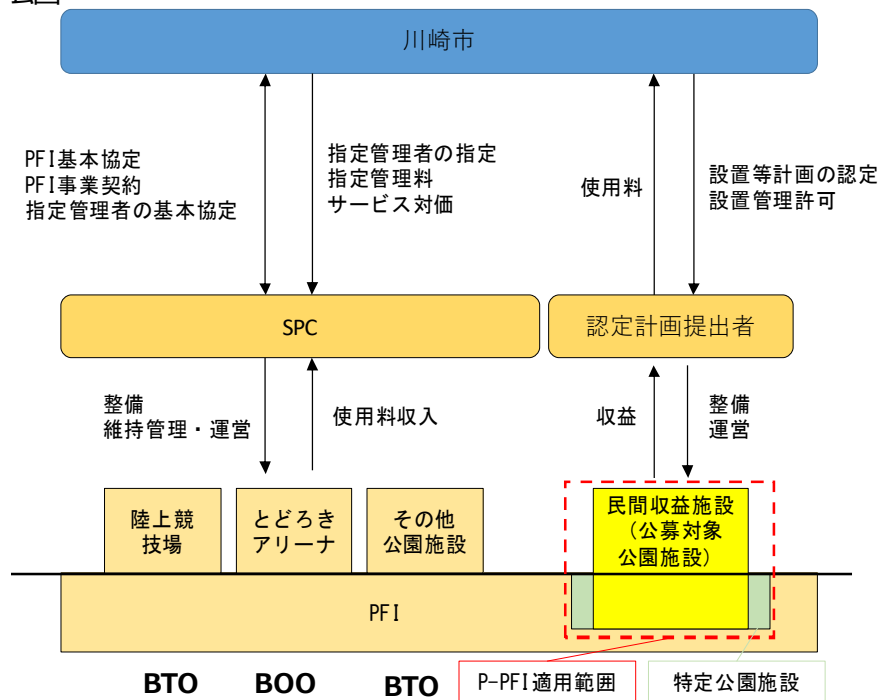 川崎市
PFI基本協定
PFI事業契約
指定管理者の基本協定
指定管理者の指定
指定管理料
サービス対価
使用料
設置等計画の認定
設置管理許可
SPC
認定計画提出者
整備
維持管理・運営
使用料収入
収益
整備
運営
陸上競
技場
とどろき
アリーナ
その他
公園施設
民間収益施設
(公募対象
公園施設)
PFI
BTO
BOO
BTO
P-PFI適用範囲
特定公園施設